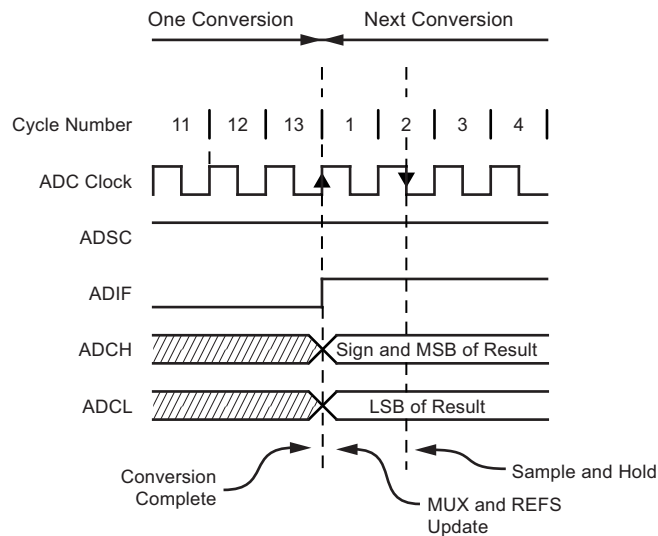 One Conversion Next Conversion
Cycle Number 11 12 13 1 2 3 4
ADC Clock
ADSC
ADIF
ADCH Sign and MSB of Result
ADCL LSB of Result
Conversion
Complete
MUX and REFS
Update
Sample and Hold